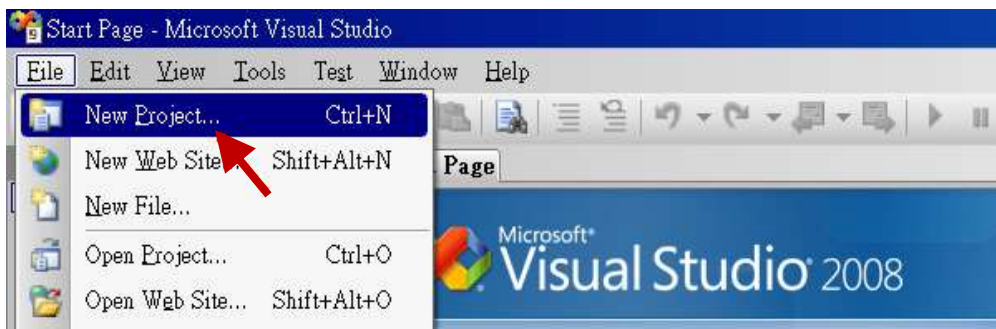 Start Page - Microsoft Visual Studio
File Edit View Tools Test Window Help
New Project... Ctrl+N
New Web Site... Shift+Alt+N
Page
New File...
Open Project... Ctrl+O
Open Web Site... Shift+Alt+O
Microsoft
Visual Studio 2008